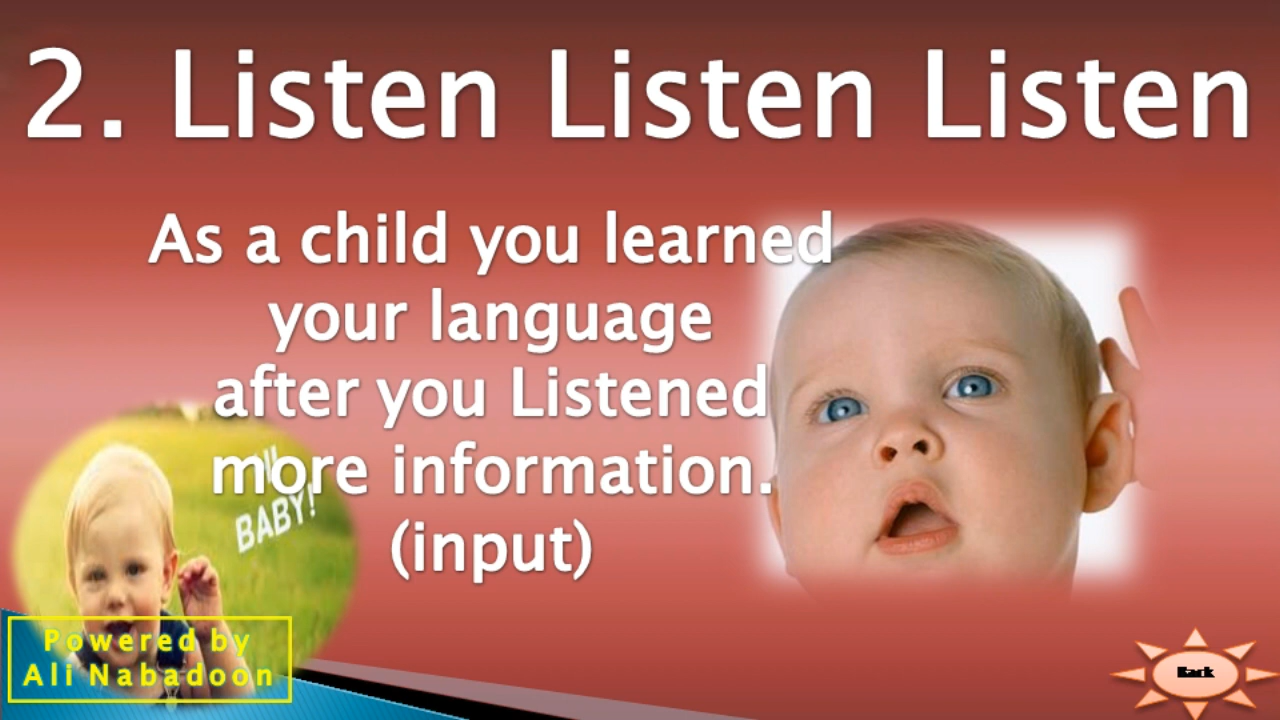 2. Listen Listen Listen
As a child you learned
your language
after you Listened
more information.
(input)
BABY!
Powered by
Ali Nabadoon
Back